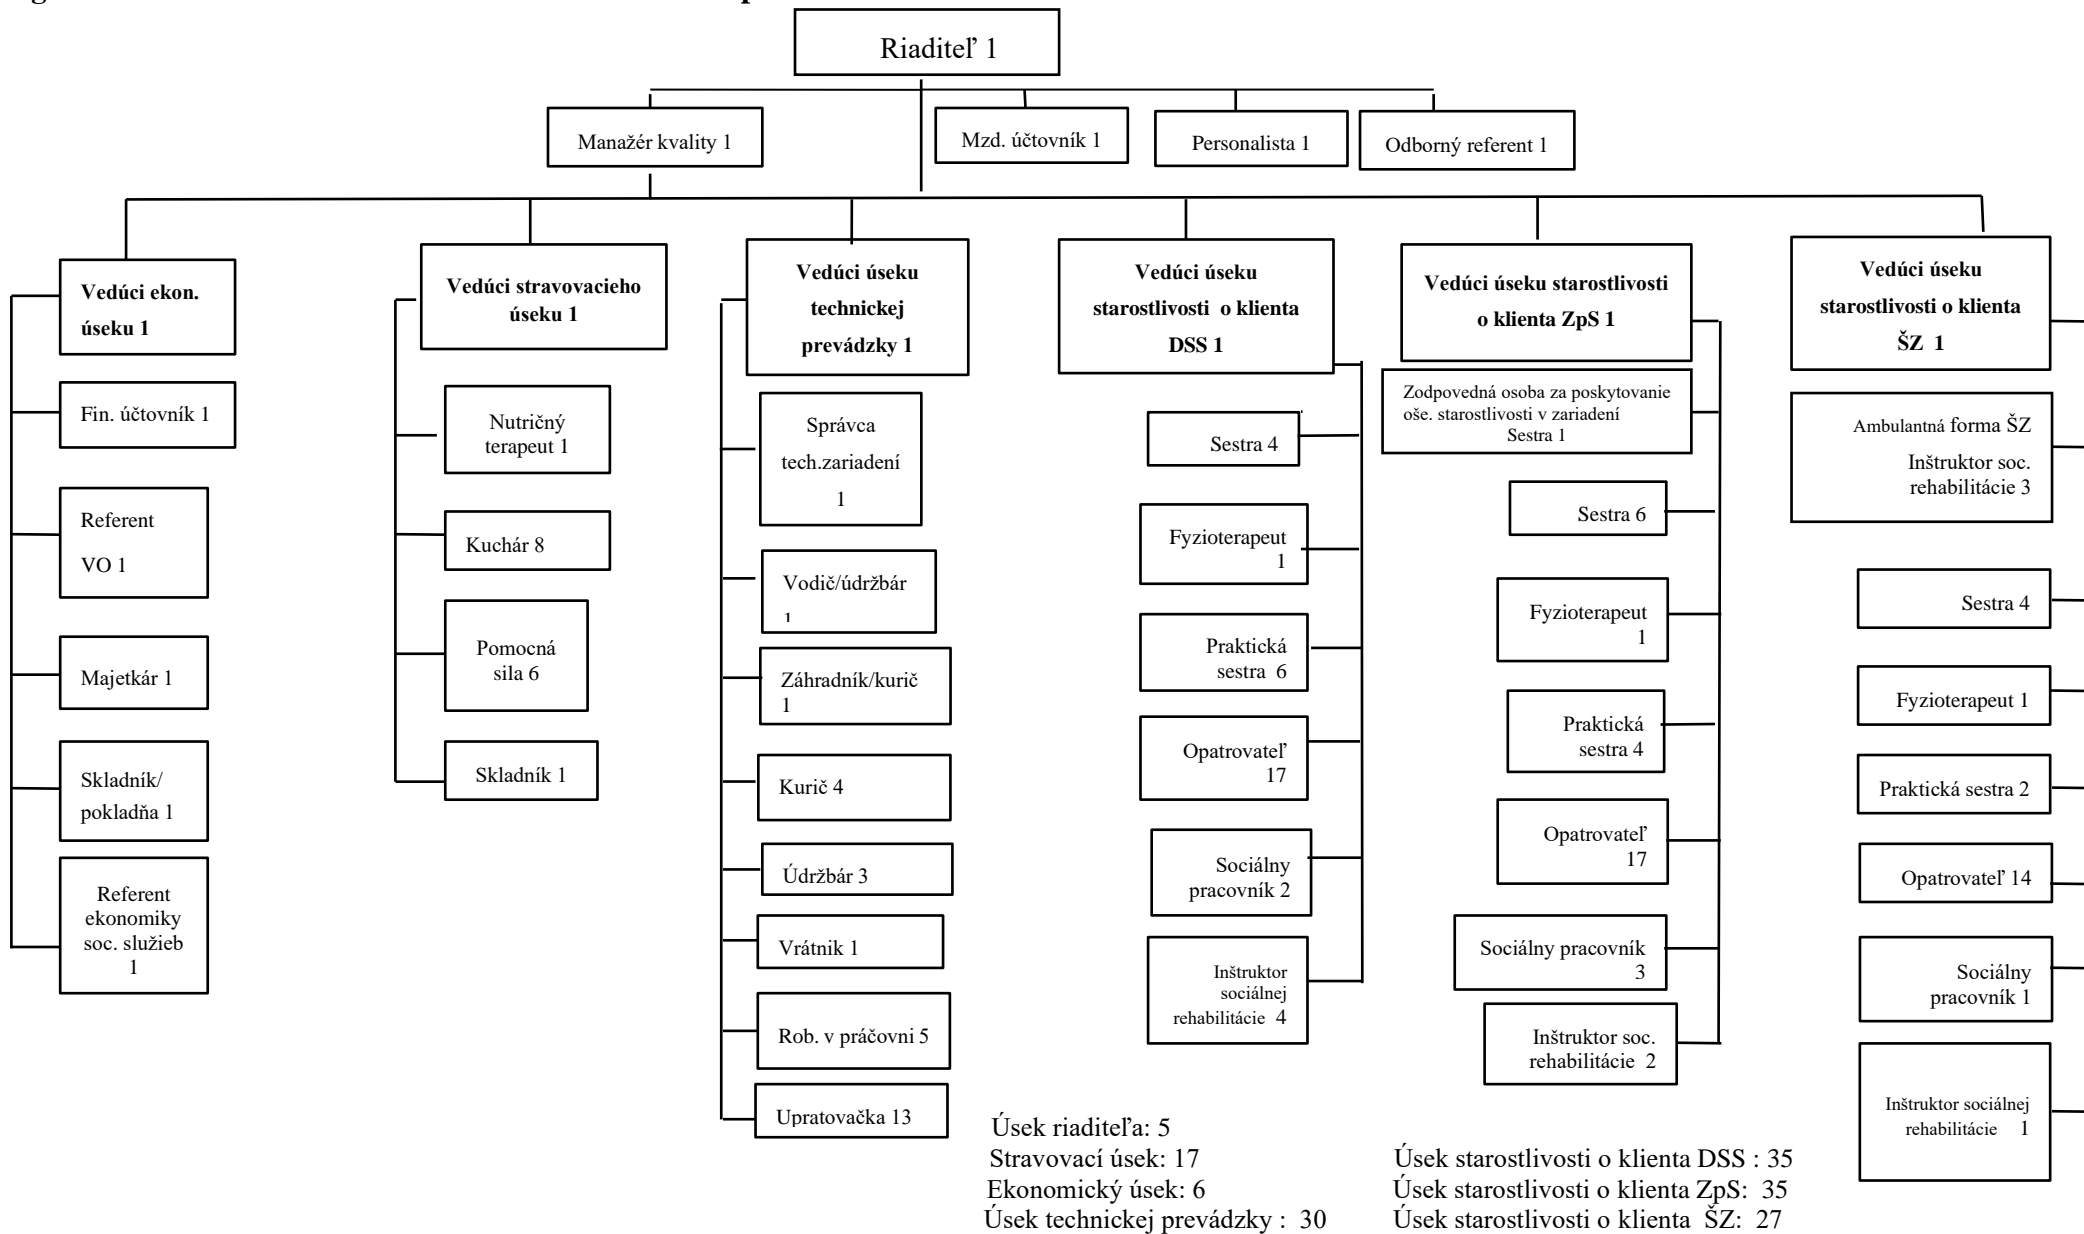 Riaditeľ 1
Manažér kvality 1
Mzd. účtovník 1
Personalista 1
Odborný referent 1
Vedúci ekon.
úseku 1
Fin. účtovník 1
Referent
VO 1
Majetkár 1
Skladník/
pokladňa 1
Referent
ekonomiky
soc. služieb
1
Vedúci stravovacieho
úseku 1
Nutričný
terapeut 1
Kuchár 8
Pomocná
sila 6
Skladník 1
Vedúci úseku
technickej
prevádzky 1
Správca
tech.zariadení
1
Vodič/údržbár
1
Záhradník/kurič
1
Kurič 4
Údržbár 3
Vrátnik 1
Rob. v práčovni 5
Upratovačka 13
Vedúci úseku
starostlivosti o klienta
DSS 1
Sestra 4
Fyzioterapeut
1
Praktická
sestra 6
Opatrovateľ
17
Sociálny
pracovník 2
Inštruktor
sociálnej
rehabilitácie 4
Vedúci úseku starostlivosti
o klienta ZpS 1
Zodpovedná osoba za poskytovanie
oše. starostlivosti v zariadení
Sestra 1
Sestra 6
Fyzioterapeut
1
Praktická
sestra 4
Opatrovateľ
17
Sociálny pracovník
3
Inštruktor soc.
rehabilitácie 2
Vedúci úseku
starostlivosti o klienta
ŠZ 1
Ambulantná forma ŠZ
Inštruktor soc.
rehabilitácie 3
Sestra 4
Fyzioterapeut 1
Praktická sestra 2
Opatrovateľ 14
Sociálny
pracovník 1
Inštruktor sociálnej
rehabilitácie 1
Úsek riaditeľa: 5
Stravovací úsek: 17
Ekonomický úsek: 6
Úsek technickej prevádzky : 30
Úsek starostlivosti o klienta DSS : 35
Úsek starostlivosti o klienta ZpS: 35
Úsek starostlivosti o klienta ŠZ: 27